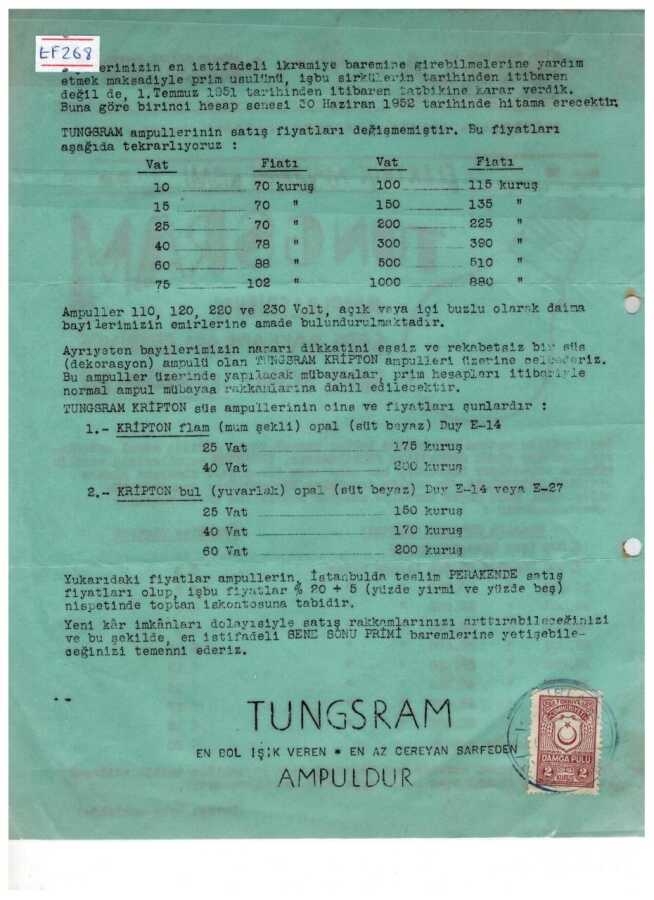 EF268
erimizin en istifadeli ikramiye baremine girebilmelerine yardım
etmek maksadiyle prim usulünü, işbu sirkülerin tarihinden itibaren
değil de, 1.Temmuz 1951 tarihinden itibaren tatbikine karar verdik.
Buna göre birinci hesap senesi 30 Haziran 1952 tarihinde hitama erecektir.
TUNGSRAM ampullerinin satış fiyatları değişmemiştir. Bu fiyatları
aşağıda tekrarlıyoruz :
Vat Fiatı Vat Fiatı
10 70 kuruş 100 115 kuruş
15 70 " 150 135 "
25 70 " 200 225 "
40 78 " 300 390 "
60 88 " 500 510 "
75 102 " 1000 880 "
Ampuller 110, 120, 220 ve 230 Volt, açık veya içi buzlu olarak daima
bayilerimizin emirlerine amade bulundurulmaktadır.
Ayrıyeten bayilerimizin nazarı dikkatini eşsiz ve rekabetsiz bir süs
(dekorasyon) ampulü olan TUNGSRAM KRİPTON ampulleri üzerine celbederiz.
Bu ampuller üzerinde yapılacak mübayaalar, prim hesapları itibariyle
normal ampul mübayaa rakkamlarına dahil edilecektir.
TUNGSRAM KRİPTON süs ampullerinin cins ve fiyatları şunlardır :
1.- KRİPTON flam (mum şekli) opal (süt beyaz) Duy E-14
25 Vat 175 kuruş
40 Vat 200 kuruş
2.- KRİPTON bul (yuvarlak) opal (süt beyaz) Duy E-14 veya E-27
25 Vat 150 kuruş
40 Vat 170 kuruş
60 Vat 200 kuruş
Yukarıdaki fiyatlar ampullerin, İstanbulda teslim PERAKENDE satış
fiyatları olup, işbu fiyatlar % 20 + 5 (yüzde yirmi ve yüzde beş)
nispetinde toptan iskontosuna tabidir.
Yeni kâr imkânları dolayısiyle satış rakkamlarınızı arttırabileceğinizi
ve bu şekilde, en istifadeli SENE SONU PRİMİ baremlerine yetişebile-
ceğinizi temenni ederiz.
TUNGSRAM
EN BOL IŞIK VEREN • EN AZ CEREYAN SARFEDEN
AMPULDUR
TÜRKİYE
CUMHURİYETİ
DAMGA PULU
2 KURUŞ 2